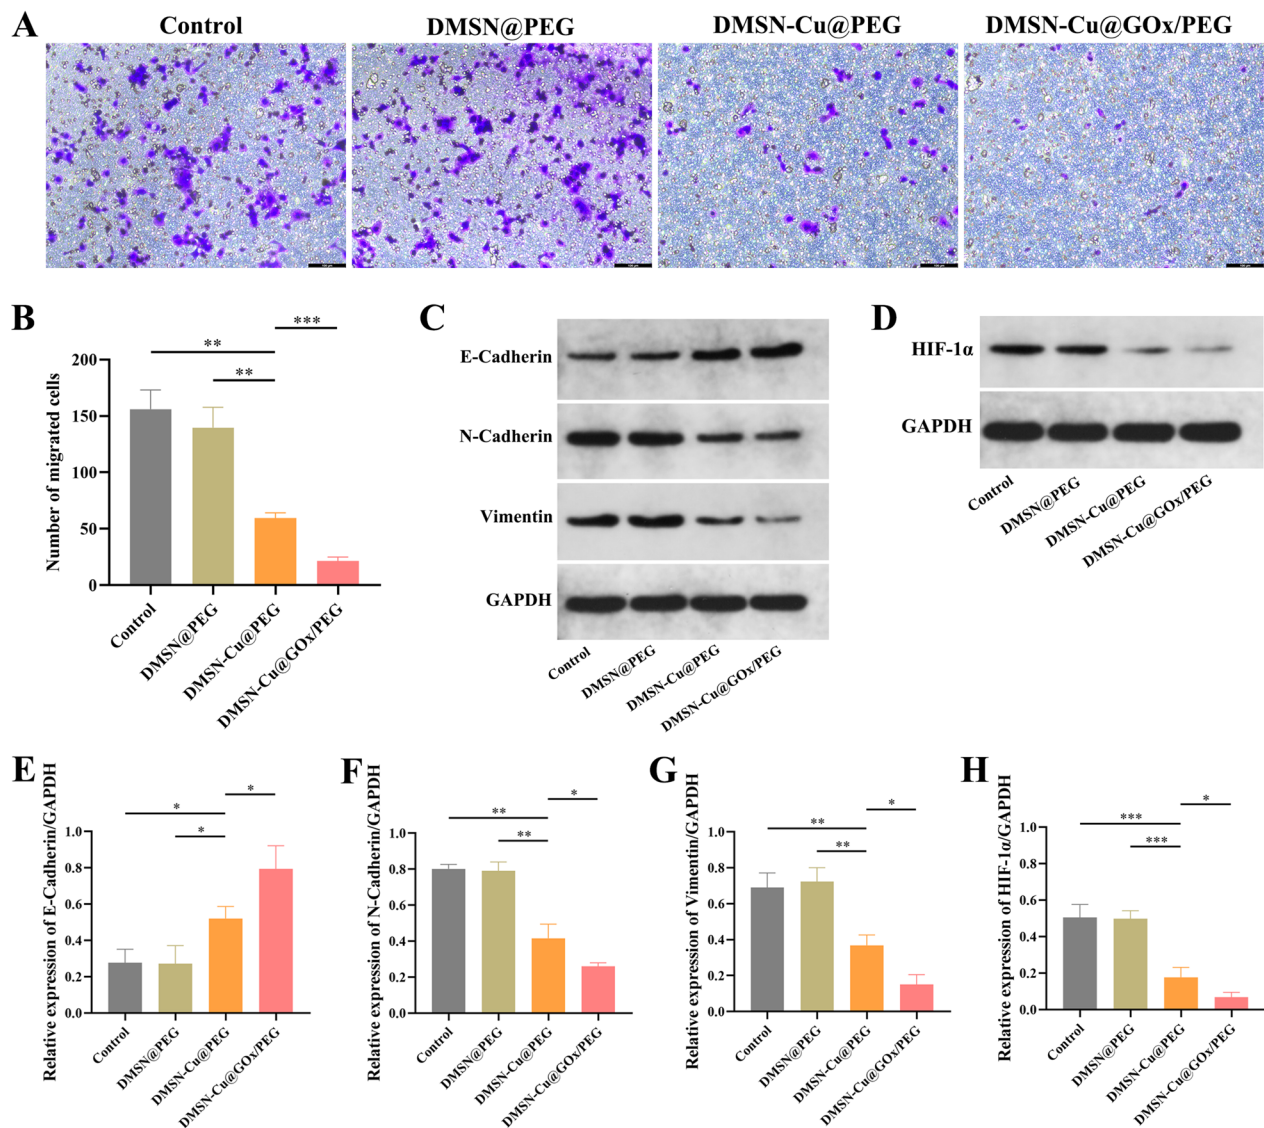 A
Control
DMSN@PEG
DMSN-Cu@PEG
DMSN-Cu@GOx/PEG
B
Number of migrated cells
200
150
100
50
0
**
**
***
Control
DMSN@PEG
DMSN-Cu@PEG
DMSN-Cu@GOx/PEG
C
E-Cadherin
N-Cadherin
Vimentin
GAPDH
Control
DMSN@PEG
DMSN-Cu@PEG
DMSN-Cu@GOx/PEG
D
HIF-1α
GAPDH
Control
DMSN@PEG
DMSN-Cu@PEG
DMSN-Cu@GOx/PEG
E
Relative expression of E-Cadherin/GAPDH
1.0
0.8
0.6
0.4
0.2
0.0
*
*
*
Control
DMSN@PEG
DMSN-Cu@PEG
DMSN-Cu@GOx/PEG
F
Relative expression of N-Cadherin/GAPDH
1.0
0.8
0.6
0.4
0.2
0.0
**
**
*
Control
DMSN@PEG
DMSN-Cu@PEG
DMSN-Cu@GOx/PEG
G
Relative expression of Vimentin/GAPDH
1.0
0.8
0.6
0.4
0.2
0.0
**
**
*
Control
DMSN@PEG
DMSN-Cu@PEG
DMSN-Cu@GOx/PEG
H
Relative expression of HIF-1α/GAPDH
1.0
0.8
0.6
0.4
0.2
0.0
***
***
*
Control
DMSN@PEG
DMSN-Cu@PEG
DMSN-Cu@GOx/PEG